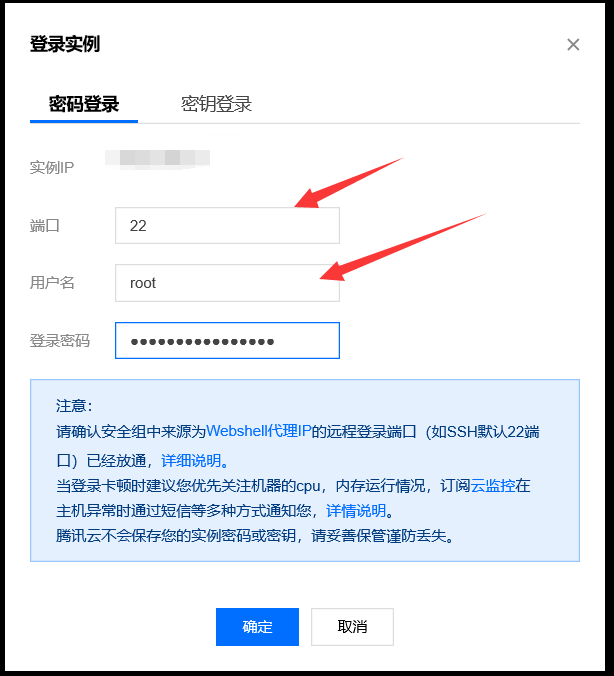 登录实例
密码登录 密钥登录
实例IP
端口 22
用户名 root
登录密码 ●●●●●●●●●●●●●●●●
注意：
请确认安全组中来源为Webshell代理IP的远程登录端口（如SSH默认22端
口）已经放通，详细说明。
当登录卡顿时建议您优先关注机器的cpu，内存运行情况，订阅云监控在
主机异常时通过短信等多种方式通知您，详情说明。
腾讯云不会保存您的实例密码或密钥，请妥善保管谨防丢失。
确定 取消